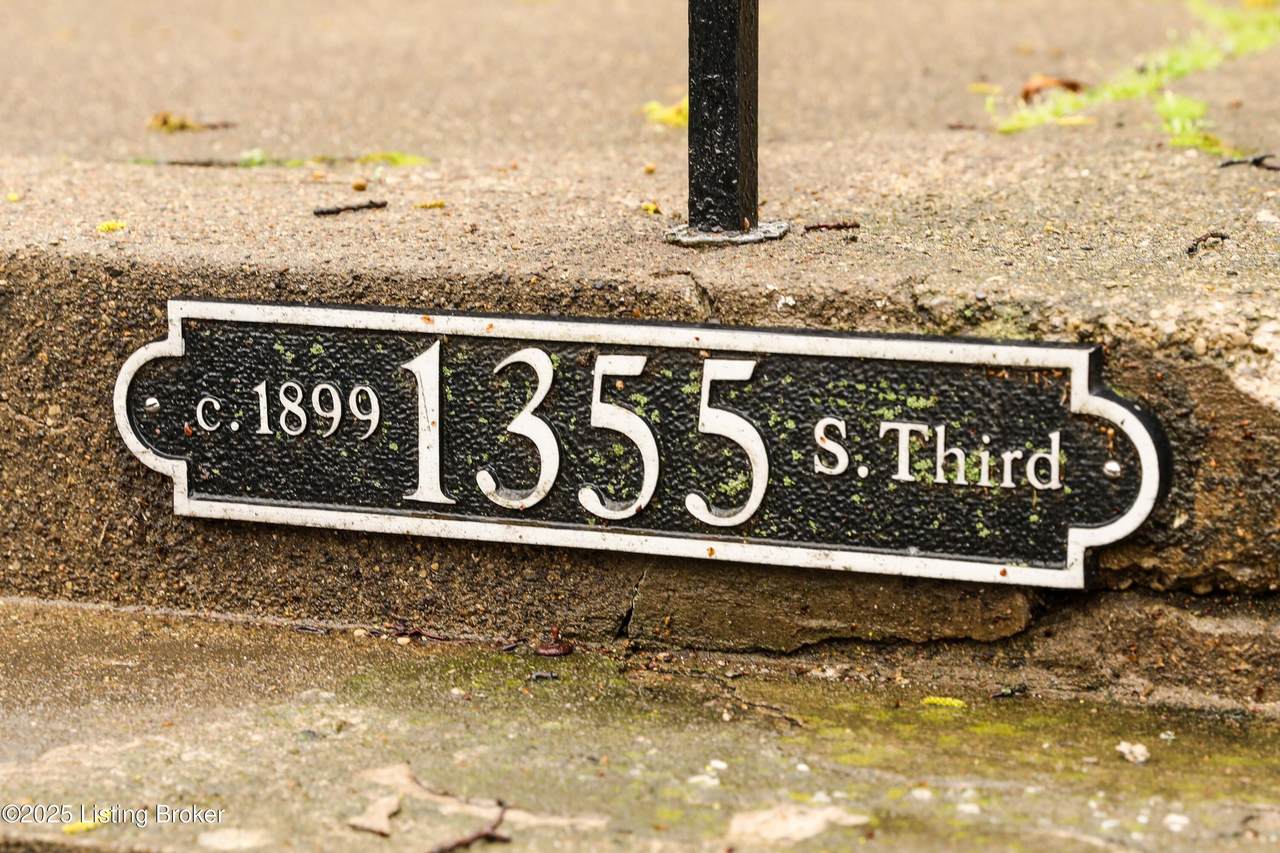 c. 1899 1355 S. Third
©2025 Listing Broker